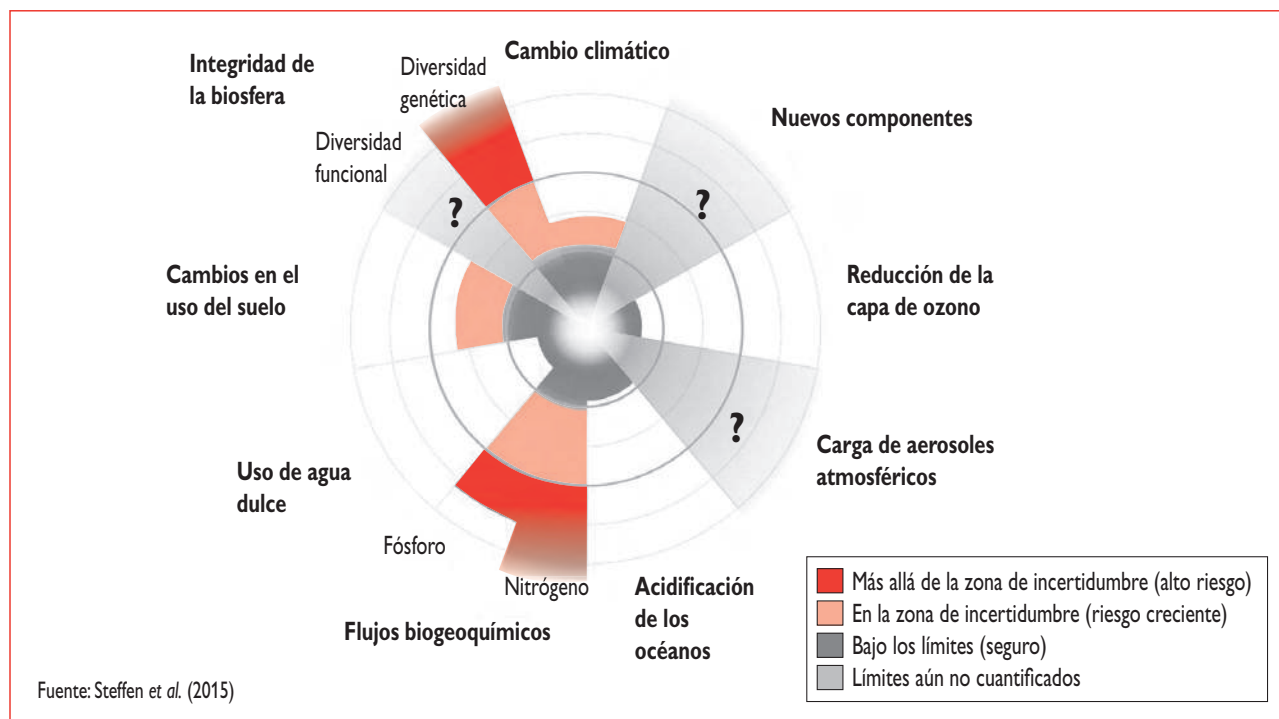 Cambio climático
Integridad de
la biosfera
Diversidad
genética
Diversidad
funcional
Nuevos componentes
?
?
Cambios en el
uso del suelo
Reducción de la
capa de ozono
?
Carga de aerosoles
atmosféricos
Uso de agua
dulce
Fósforo
Nitrógeno
Flujos biogeoquímicos
Acidificación
de los
océanos
Más allá de la zona de incertidumbre (alto riesgo)
En la zona de incertidumbre (riesgo creciente)
Bajo los límites (seguro)
Límites aún no cuantificados
Fuente: Steffen et al. (2015)